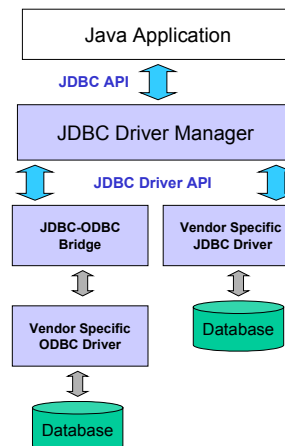 Java Application
JDBC API
JDBC Driver Manager
JDBC Driver API
JDBC-ODBC
Bridge
Vendor Specific
JDBC Driver
Vendor Specific
ODBC Driver
Database
Database